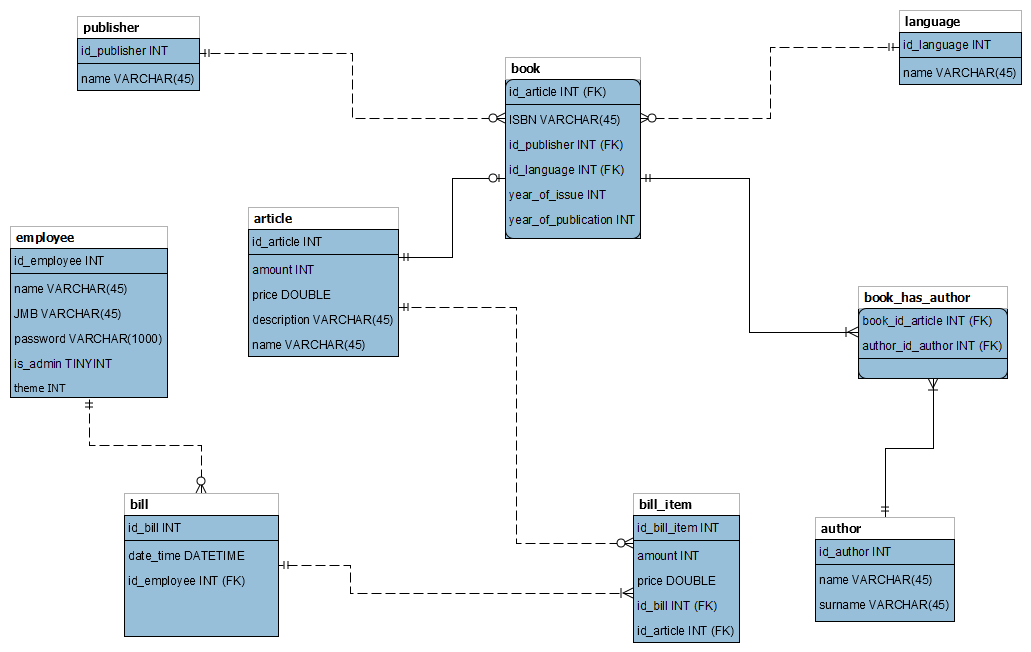 publisher
id_publisher INT
name VARCHAR(45)
language
id_language INT
name VARCHAR(45)
book
id_article INT (FK)
ISBN VARCHAR(45)
id_publisher INT (FK)
id_language INT (FK)
year_of_issue INT
year_of_publication INT
article
id_article INT
amount INT
price DOUBLE
description VARCHAR(45)
name VARCHAR(45)
employee
id_employee INT
name VARCHAR(45)
JMB VARCHAR(45)
password VARCHAR(1000)
is_admin TINYINT
theme INT
book_has_author
book_id_article INT (FK)
author_id_author INT (FK)
bill
id_bill INT
date_time DATETIME
id_employee INT (FK)
bill_item
id_bill_item INT
amount INT
price DOUBLE
id_bill INT (FK)
id_article INT (FK)
author
id_author INT
name VARCHAR(45)
surname VARCHAR(45)